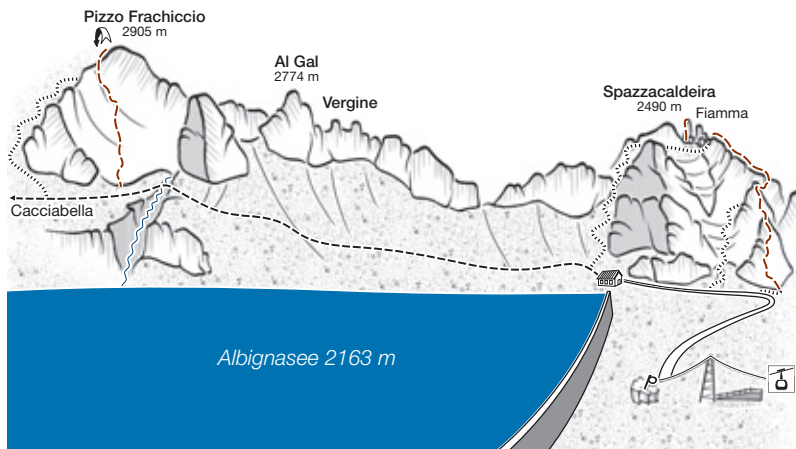 Pizzo Frachiccio
2905 m
Al Gal
2774 m
Vergine
Spazzacaldeira
2490 m
Fiamma
Cacciabella
Albignasee 2163 m